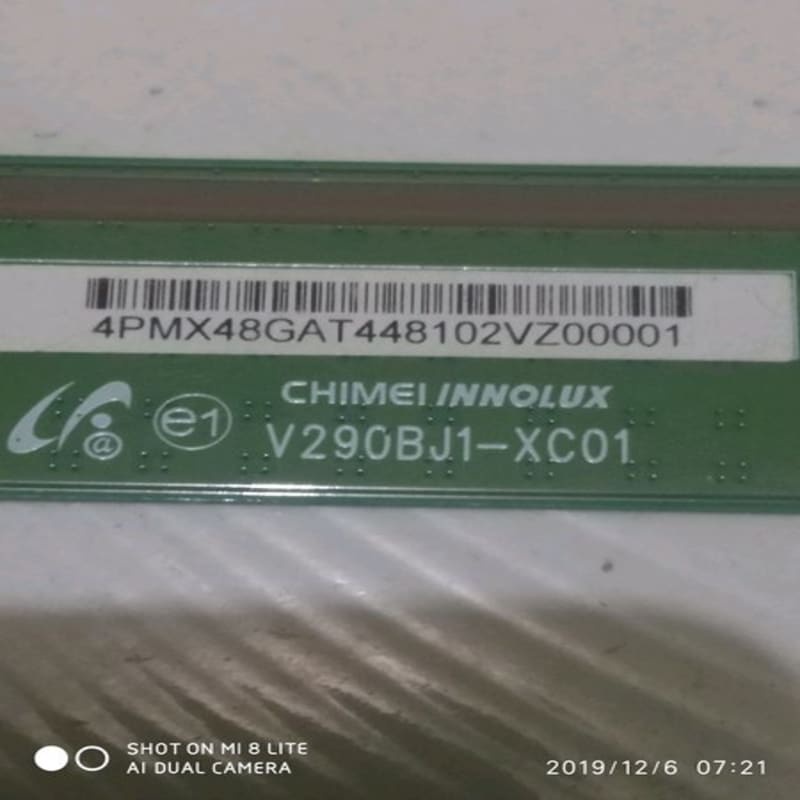 4PMX48GAT448102VZ00001
CHIMEI INNOLUX
@ e1
V290BJ1-XC01
SHOT ON MI 8 LITE
AI DUAL CAMERA
2019/12/6 07:21